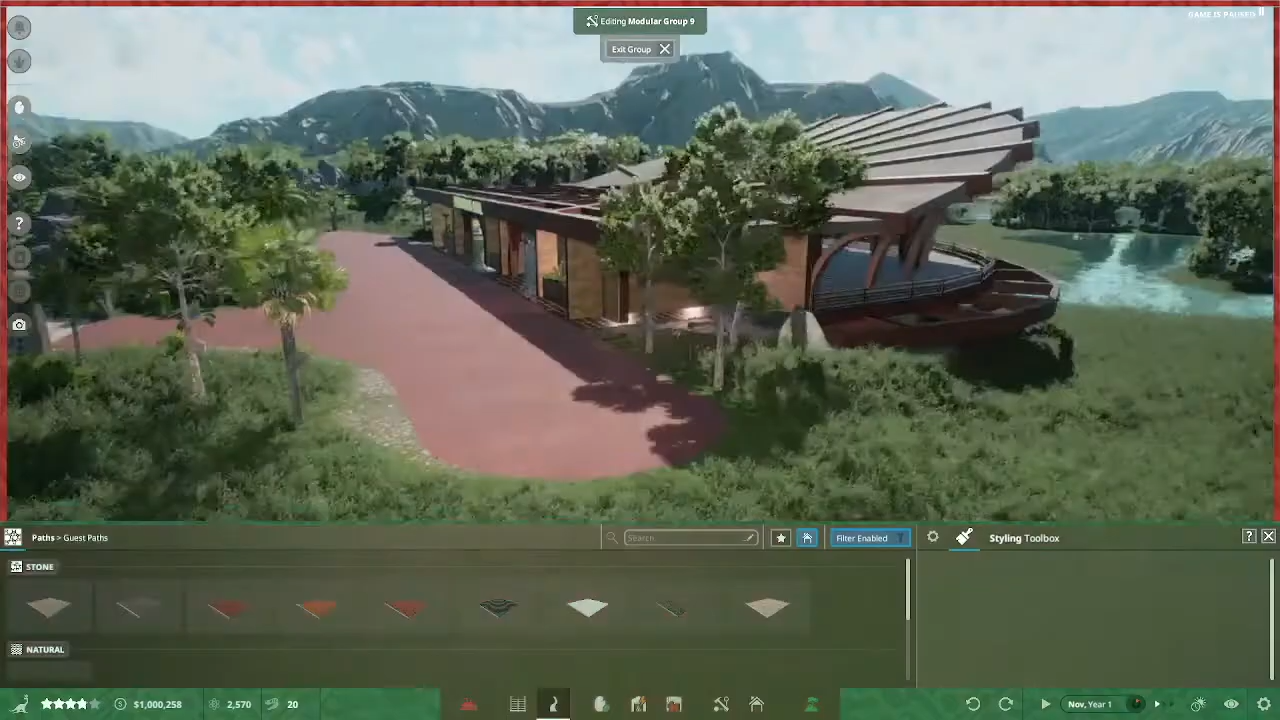 Editing Modular Group 9
GAME IS PAUSED
Exit Group
?
Paths > Guest Paths
Search
Filter Enabled
Styling Toolbox
?
STONE
NATURAL
$1,000,258
2,570
20
Nov, Year 1